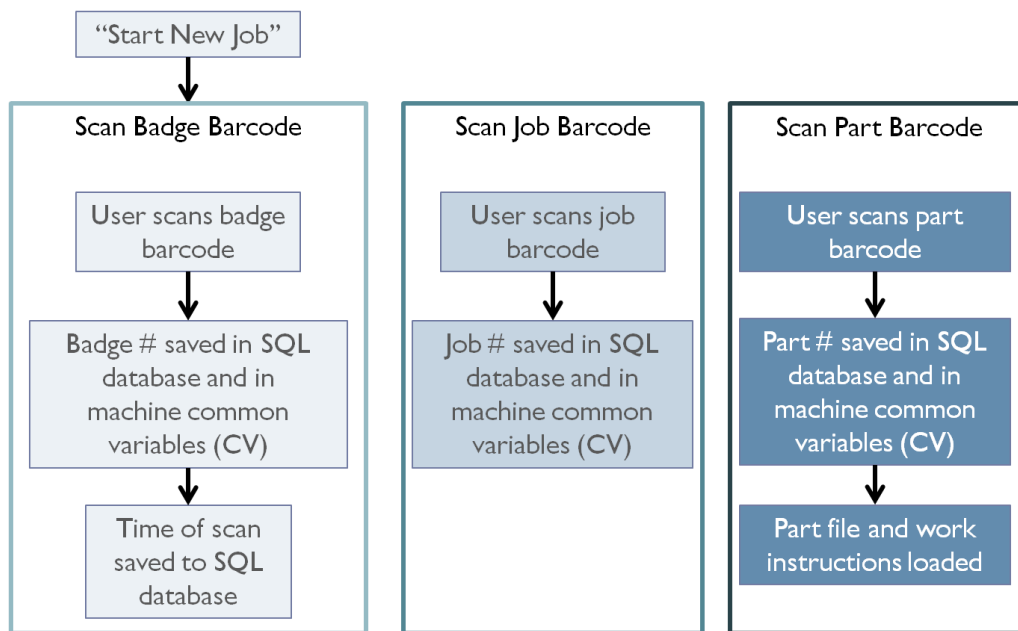 “Start New Job”
Scan Badge Barcode
User scans badge
barcode
Badge # saved in SQL
database and in
machine common
variables (CV)
Time of scan
saved to SQL
database
Scan Job Barcode
User scans job
barcode
Job # saved in SQL
database and in
machine common
variables (CV)
Scan Part Barcode
User scans part
barcode
Part # saved in SQL
database and in
machine common
variables (CV)
Part file and work
instructions loaded